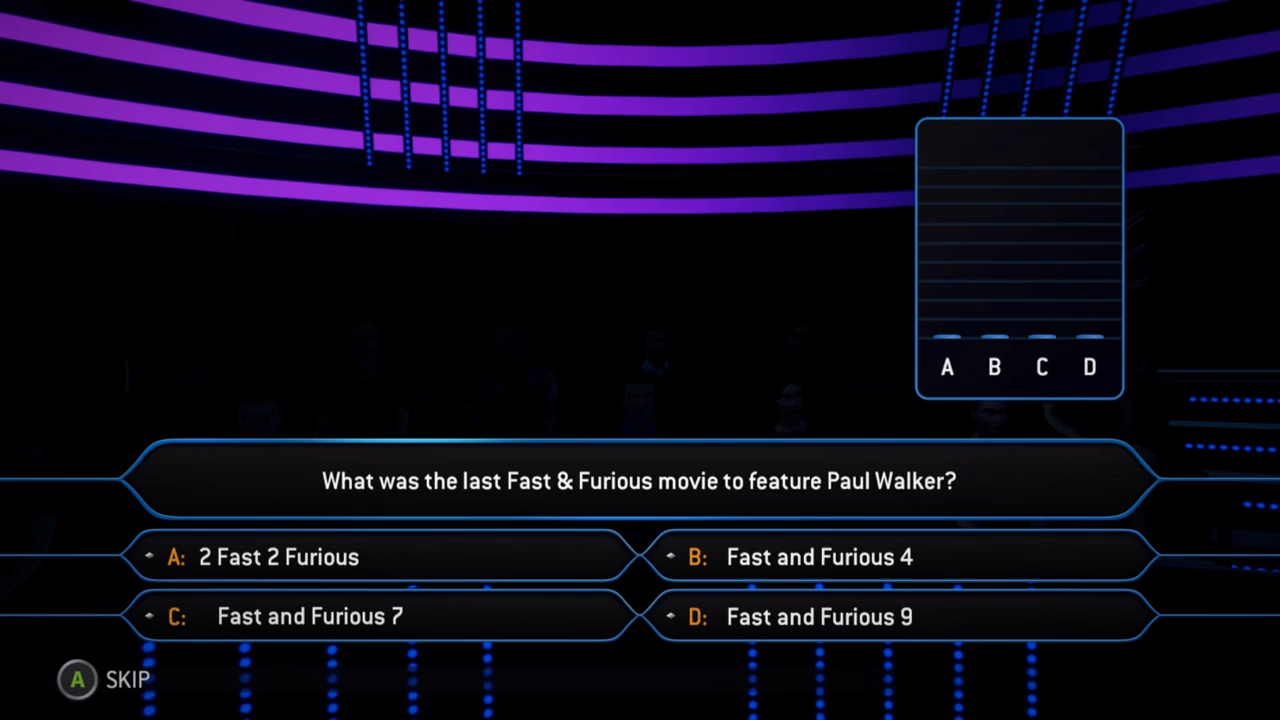 A B C D
What was the last Fast & Furious movie to feature Paul Walker?
A: 2 Fast 2 Furious
B: Fast and Furious 4
C: Fast and Furious 7
D: Fast and Furious 9
A SKIP